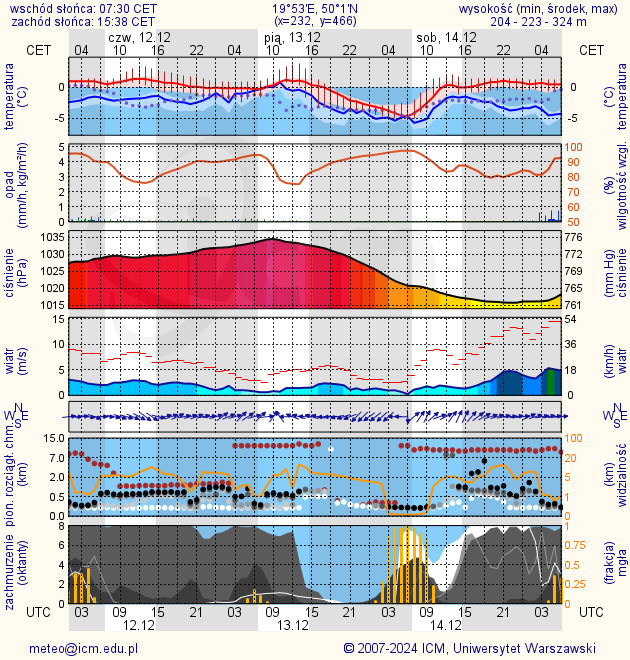 wschód słońca: 07:30 CET 19°53'E, 50°1'N wysokość (min, środek, max)
zachód słońca: 15:38 CET (x=232, y=466) 204 - 223 - 324 m
czw, 12.12 pią, 13.12 sob, 14.12
CET 04 10 16 22 04 10 16 22 04 10 16 22 04 CET
temperatura (°C) 0 -5 0 -5 temperatura (°C)
opad (mm/h, kg/m²/h) 5 4 3 2 1 0 100 90 80 70 60 50 (%) wilgotność wzgl.
ciśnienie (hPa) 1035 1030 1025 1020 1015 776 772 769 765 761 (mm Hg) ciśnienie
wiatr (m/s) 15 10 5 0 54 36 18 0 (km/h) wiatr
N W E S N W E S
pion. rozciągł. chm. (km) 15.0 7.0 2.0 0.5 0.0 100 20 5 1 0 (km) widzialność
zachmurzenie (oktanty) 8 6 4 2 0 1 0.75 0.5 0.25 0 (frakcja) mgła
UTC 03 09 15 21 03 09 15 21 03 09 15 21 03 UTC
12.12 13.12 14.12
meteo@icm.edu.pl © 2007-2024 ICM, Uniwersytet Warszawski